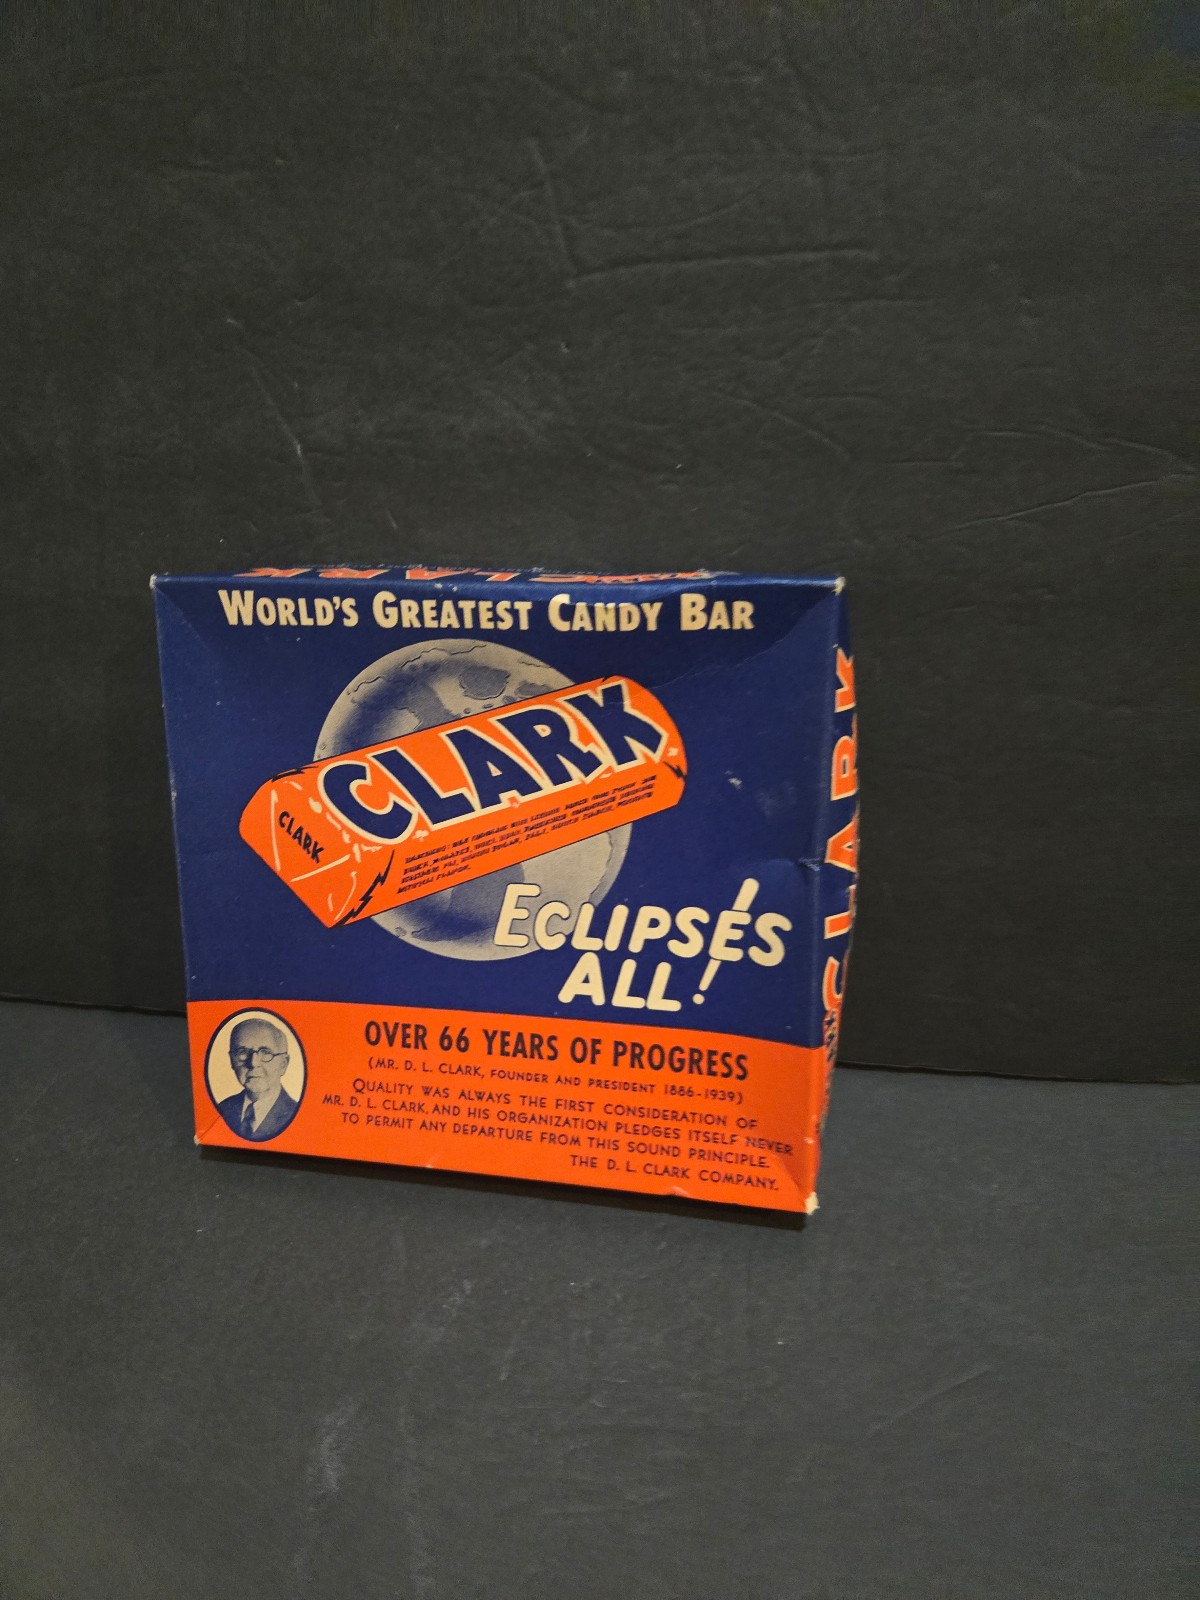 WORLD'S GREATEST CANDY BAR
CLARK
CLARK
ECLIPSES
ALL!
OVER 66 YEARS OF PROGRESS
(MR. D. L. CLARK, FOUNDER AND PRESIDENT 1886-1939)
QUALITY WAS ALWAYS THE FIRST CONSIDERATION OF
MR. D. L. CLARK, AND HIS ORGANIZATION PLEDGES ITSELF NEVER
TO PERMIT ANY DEPARTURE FROM THIS SOUND PRINCIPLE.
THE D. L. CLARK COMPANY.
CLARK
CLARK